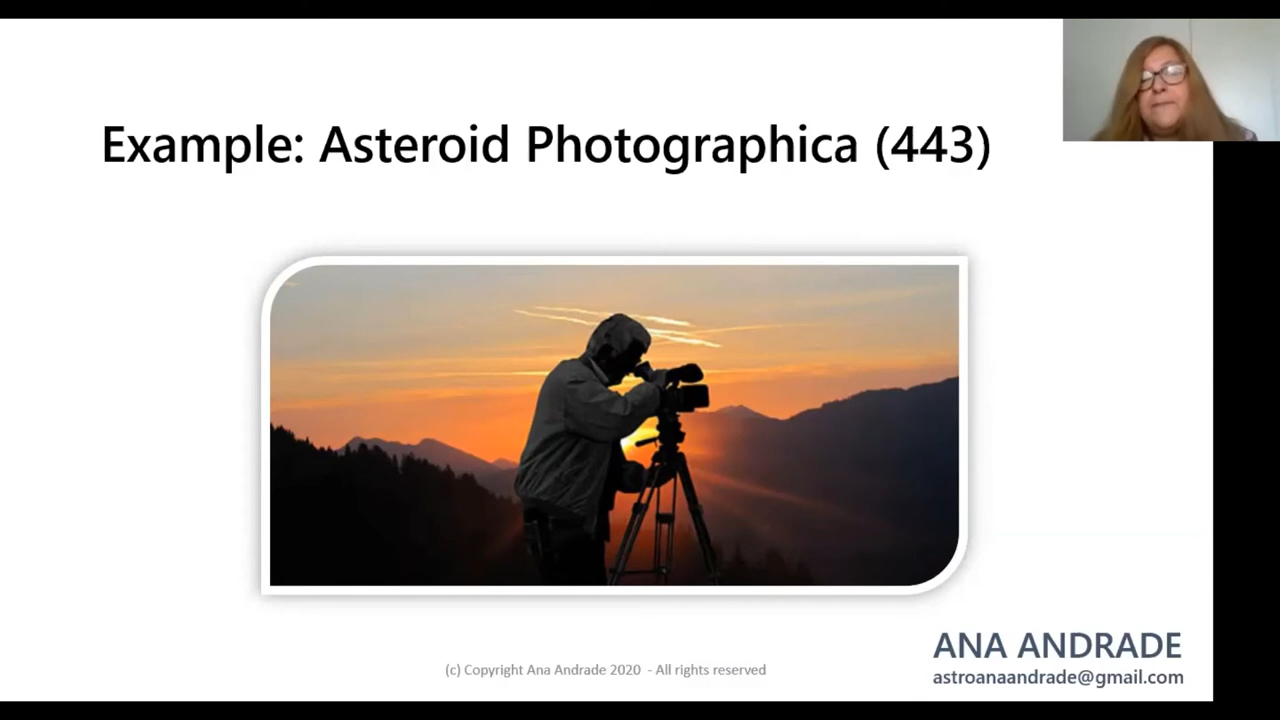 Example: Asteroid Photographica (443)
(c) Copyright Ana Andrade 2020 - All rights reserved
ANA ANDRADE
astroanaandrade@gmail.com